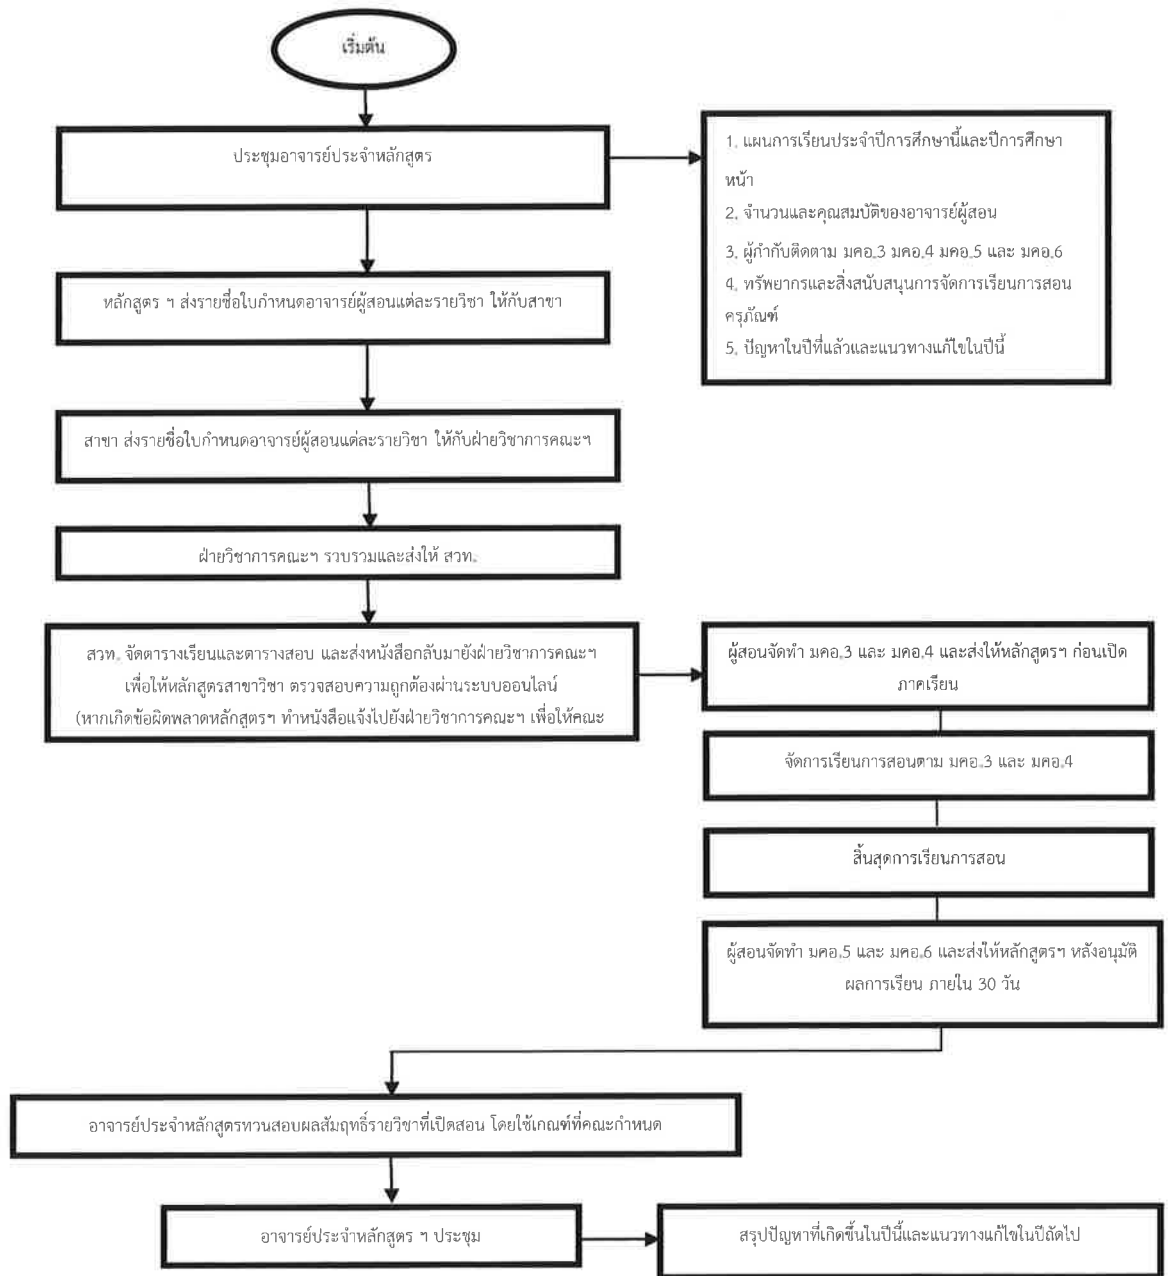 เริ่มต้น
ประชุมอาจารย์ประจำหลักสูตร
1. แผนการเรียนประจำปีการศึกษานี้และปีการศึกษา
หน้า
2. จำนวนและคุณสมบัติของอาจารย์ผู้สอน
3. ผู้กำกับติดตาม มคอ.3 มคอ.4 มคอ.5 และ มคอ.6
4. ทรัพยากรและสิ่งสนับสนุนการจัดการเรียนการสอน
ครุภัณฑ์
5. ปัญหาในปีที่แล้วและแนวทางแก้ไขในปีนี้
หลักสูตร ฯ ส่งรายชื่อใบกำหนดอาจารย์ผู้สอนแต่ละรายวิชา ให้กับสาขา
สาขา ส่งรายชื่อใบกำหนดอาจารย์ผู้สอนแต่ละรายวิชา ให้กับฝ่ายวิชาการคณะฯ
ฝ่ายวิชาการคณะฯ รวบรวมและส่งให้ สวท.
สวท. จัดตารางเรียนและตารางสอบ และส่งหนังสือกลับมายังฝ่ายวิชาการคณะฯ
เพื่อให้หลักสูตรสาขาวิชา ตรวจสอบความถูกต้องผ่านระบบออนไลน์
(หากเกิดข้อผิดพลาดหลักสูตรฯ ทำหนังสือแจ้งไปยังฝ่ายวิชาการคณะฯ เพื่อให้คณะ
ผู้สอนจัดทำ มคอ.3 และ มคอ.4 และส่งให้หลักสูตรฯ ก่อนเปิด
ภาคเรียน
จัดการเรียนการสอนตาม มคอ.3 และ มคอ.4
สิ้นสุดการเรียนการสอน
ผู้สอนจัดทำ มคอ.5 และ มคอ.6 และส่งให้หลักสูตรฯ หลังอนุมัติ
ผลการเรียน ภายใน 30 วัน
อาจารย์ประจำหลักสูตรทวนสอบผลสัมฤทธิ์รายวิชาที่เปิดสอน โดยใช้เกณฑ์ที่คณะกำหนด
อาจารย์ประจำหลักสูตร ฯ ประชุม
สรุปปัญหาที่เกิดขึ้นในปีนี้และแนวทางแก้ไขในปีถัดไป